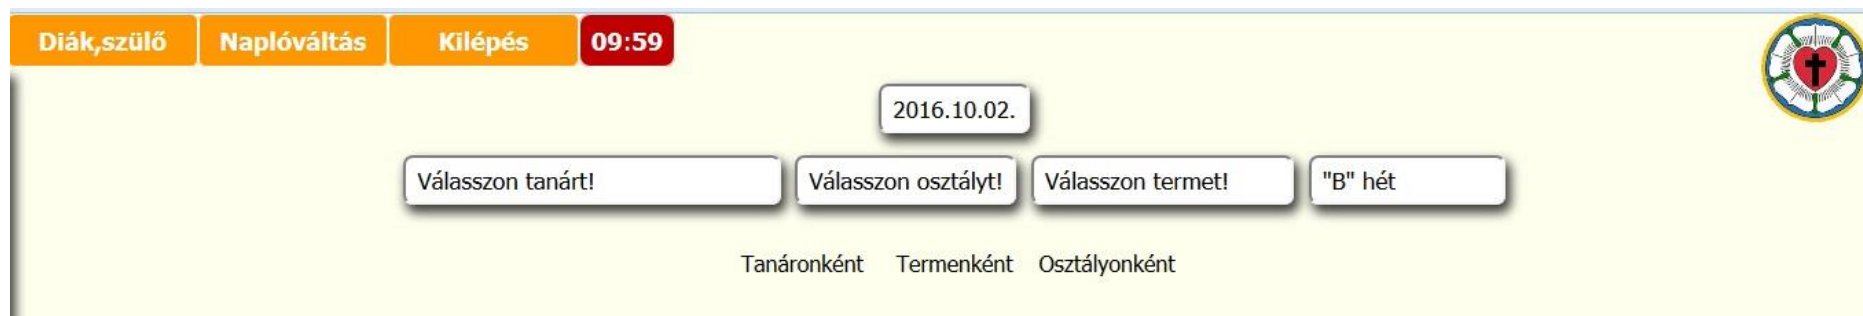 Diák,szülő Naplóváltás Kilépés 09:59
2016.10.02.
Válasszon tanárt! Válasszon osztályt! Válasszon termet! "B" hét
Tanáronként Termenként Osztályonként